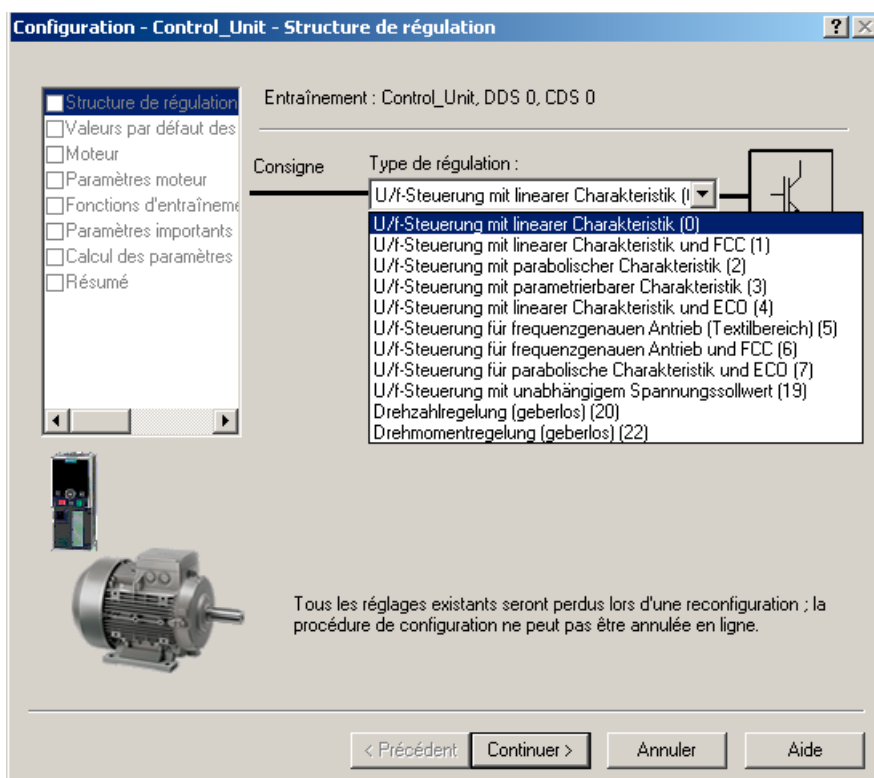 Configuration - Control_Unit - Structure de régulation
Structure de régulation
Valeurs par défaut des
Moteur
Paramètres moteur
Fonctions d'entraîneme
Paramètres importants
Calcul des paramètres
Résumé
Entraînement : Control_Unit, DDS 0, CDS 0
Consigne
Type de régulation :
U/f-Steuerung mit linearer Charakteristik (
U/f-Steuerung mit linearer Charakteristik (0)
U/f-Steuerung mit linearer Charakteristik und FCC (1)
U/f-Steuerung mit parabolischer Charakteristik (2)
U/f-Steuerung mit parametrierbarer Charakteristik (3)
U/f-Steuerung mit linearer Charakteristik und ECO (4)
U/f-Steuerung für frequenzgenauen Antrieb (Textilbereich) (5)
U/f-Steuerung für frequenzgenauen Antrieb und FCC (6)
U/f-Steuerung für parabolische Charakteristik und ECO (7)
U/f-Steuerung mit unabhängigem Spannungssollwert (19)
Drehzahlregelung (geberlos) (20)
Drehmomentregelung (geberlos) (22)
Tous les réglages existants seront perdus lors d'une reconfiguration ; la
procédure de configuration ne peut pas être annulée en ligne.
< Précédent
Continuer >
Annuler
Aide